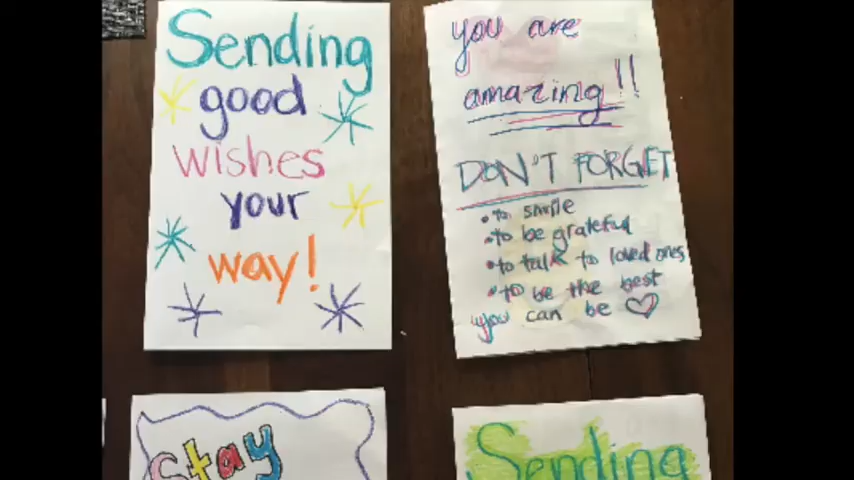 Sending
good
wishes
your
way!
you are
amazing!!
DON'T FORGET
• to smile
• to be grateful
• to talk to loved ones
• to be the best
you can be ♡
Stay
Sending